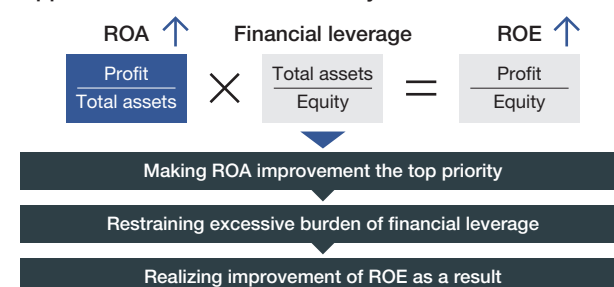 ROA ↑ Financial leverage ROE ↑
Profit Total assets Profit
Total assets × Equity = Equity
Making ROA improvement the top priority
Restraining excessive burden of financial leverage
Realizing improvement of ROE as a result